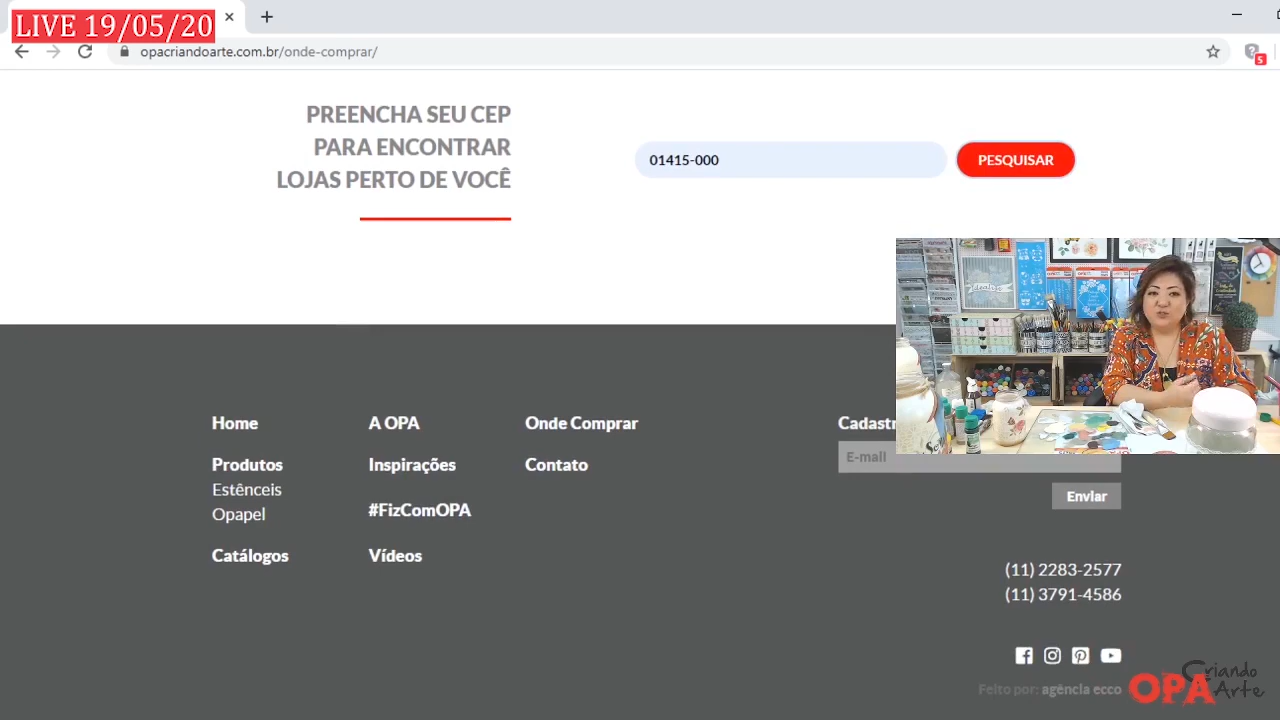 LIVE 19/05/20
opacriandoarte.com.br/onde-comprar/
5
PREENCHA SEU CEP
PARA ENCONTRAR
LOJAS PERTO DE VOCÊ
01415-000
PESQUISAR
Home
Produtos
Estênceis
Opapel
Catálogos
A OPA
Inspirações
#FizComOPA
Vídeos
Onde Comprar
Contato
E-mail
Enviar
(11) 2283-2577
(11) 3791-4586
Feito por: agência ecco
OPA Criando Arte